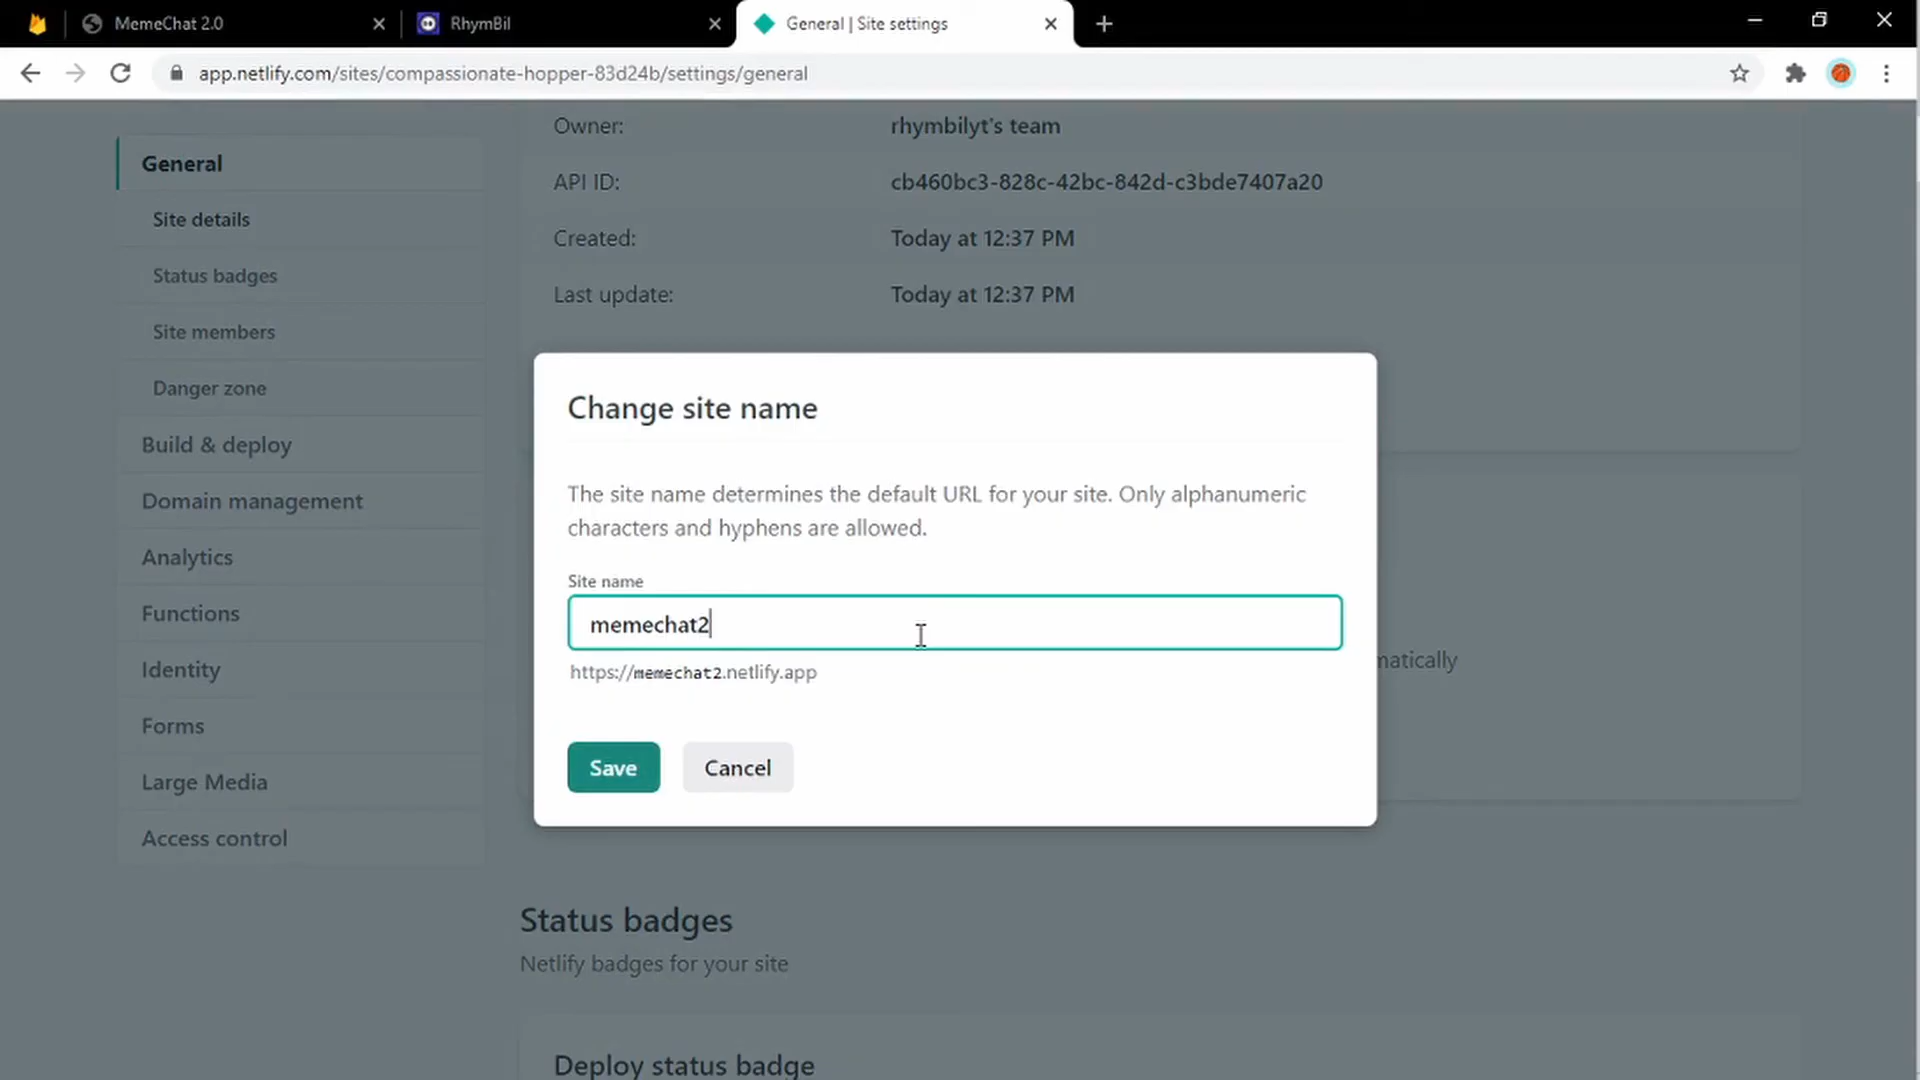 MemeChat 2.0
RhymBil
General | Site settings
app.netlify.com/sites/compassionate-hopper-83d24b/settings/general
General
Site details
Status badges
Site members
Danger zone
Build & deploy
Domain management
Analytics
Functions
Identity
Forms
Large Media
Access control
Owner: rhymbilyt's team
API ID: cb460bc3-828c-42bc-842d-c3bde7407a20
Created: Today at 12:37 PM
Last update: Today at 12:37 PM
Change site name
The site name determines the default URL for your site. Only alphanumeric
characters and hyphens are allowed.
Site name
memechat2
https://memechat2.netlify.app
Save Cancel
matically
Status badges
Netlify badges for your site
Deploy status badge